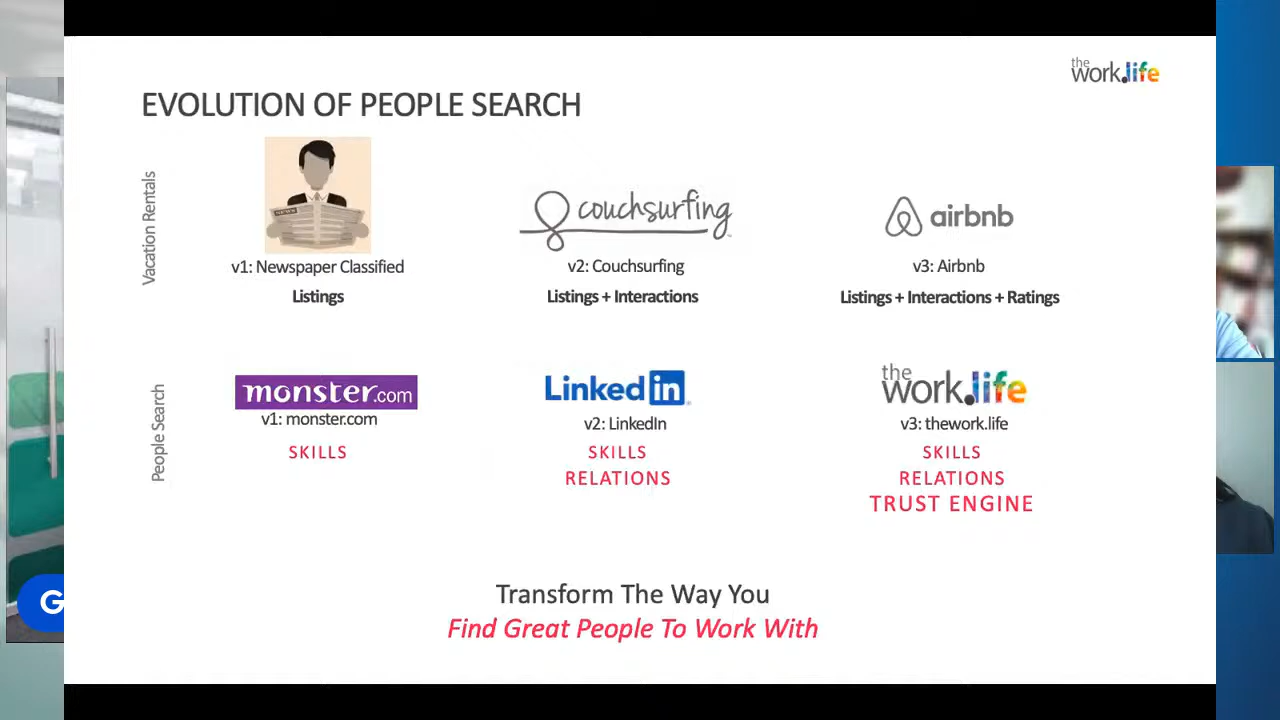 the
work.life
EVOLUTION OF PEOPLE SEARCH
Vacation Rentals
couchsurfing
airbnb
v1: Newspaper Classified
v2: Couchsurfing
v3: Airbnb
Listings
Listings + Interactions
Listings + Interactions + Ratings
People Search
monster.com
Linked in
the
work.life
v1: monster.com
v2: LinkedIn
v3: thework.life
SKILLS
SKILLS
RELATIONS
SKILLS
RELATIONS
TRUST ENGINE
Transform The Way You
Find Great People To Work With
G